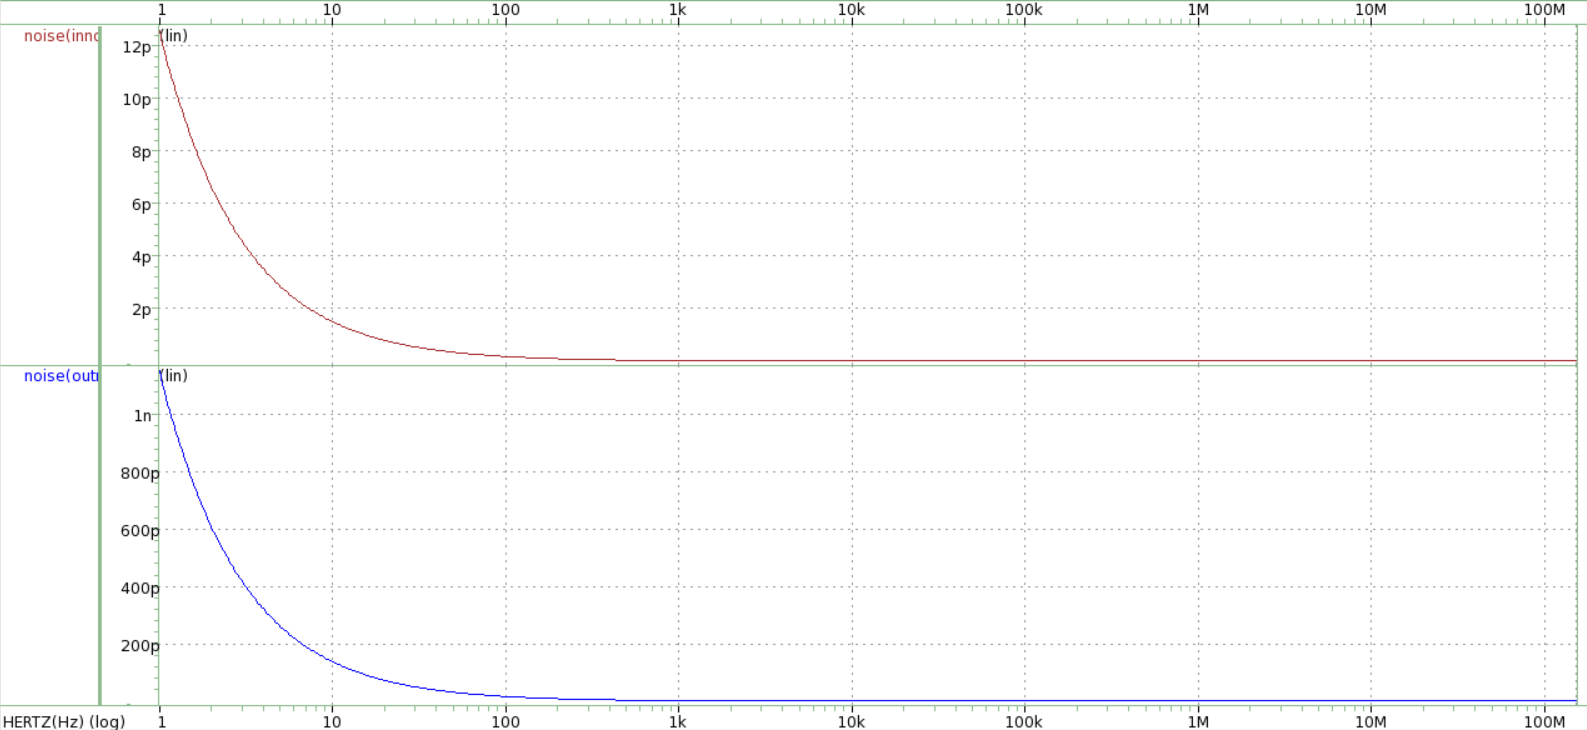 1 10 100 1k 10k 100k 1M 10M 100M
noise(inno (lin)
12p
10p
8p
6p
4p
2p
noise(out (lin)
1n
800p
600p
400p
200p
HERTZ(Hz) (log) 1 10 100 1k 10k 100k 1M 10M 100M